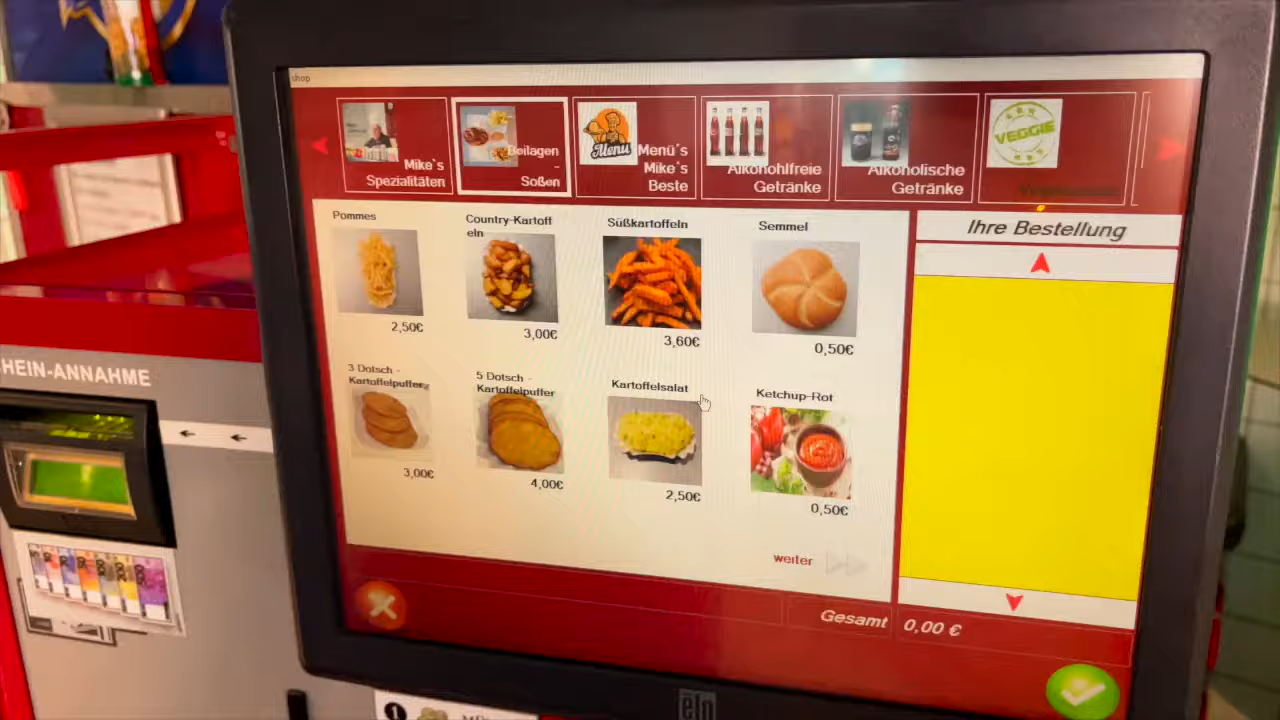 shop
Mike's
Spezialitäten
Beilagen
-
Soßen
Menu
Menü's
Mike's
Beste
Alkoholfreie
Getränke
Alkoholische
Getränke
VEGGIE
Pommes
2,50€
Country-Kartoff
eln
3,00€
Süßkartoffeln
3,60€
Semmel
0,50€
3 Dotsch -
Kartoffelpuffer
3,00€
5 Dotsch -
Kartoffelpuffer
4,00€
Kartoffelsalat
2,50€
Ketchup-Rot
0,50€
weiter
Ihre Bestellung
Gesamt 0,00 €
HEIN-ANNAHME
elo
1